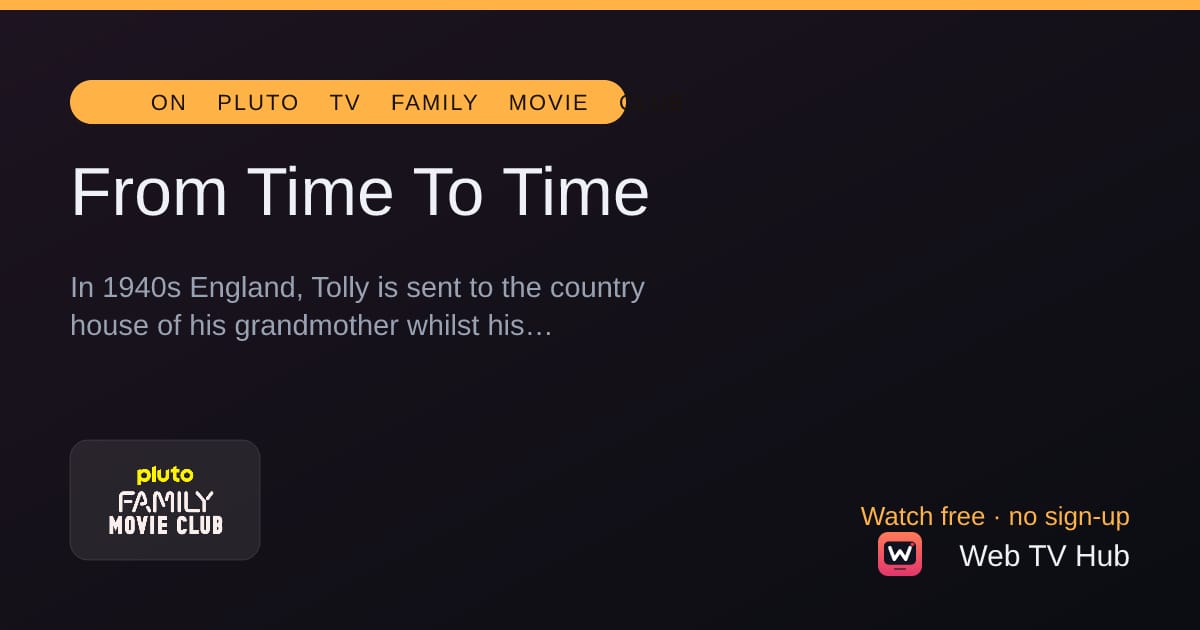 ON PLUTO TV FAMILY MOVIE
From Time To Time
In 1940s England, Tolly is sent to the country
house of his grandmother whilst his…
pluto
FAMILY
MOVIE CLUB
Watch free · no sign-up
W
Web TV Hub